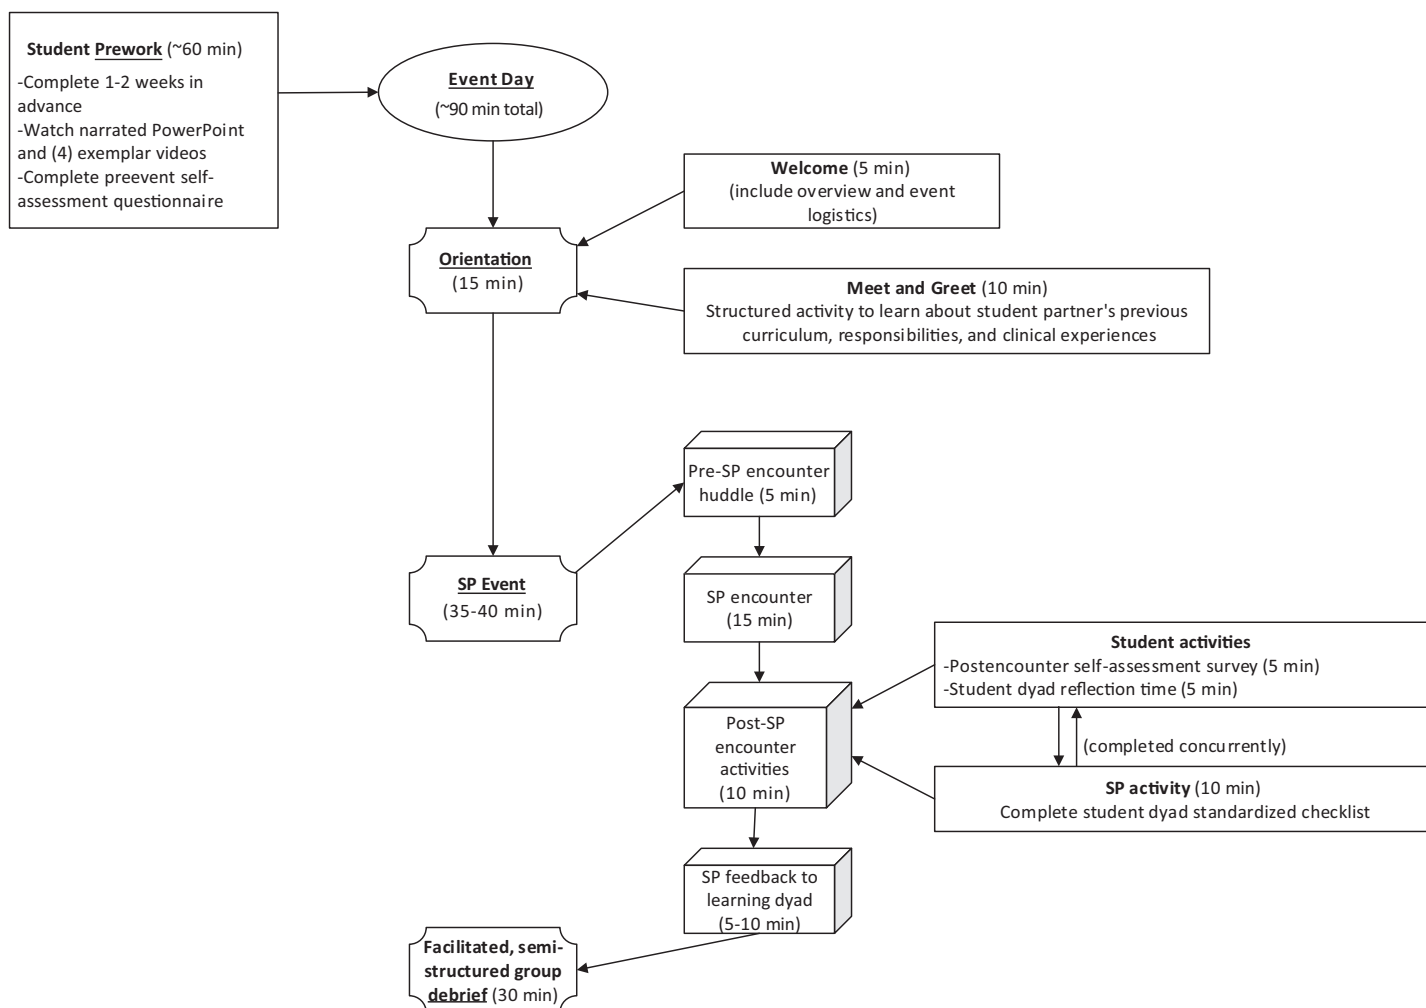 Student Prework (~60 min)
-Complete 1-2 weeks in
advance
-Watch narrated PowerPoint
and (4) exemplar videos
-Complete preevent self-
assessment questionnaire
Event Day
(~90 min total)
Welcome (5 min)
(include overview and event
logistics)
Orientation
(15 min)
Meet and Greet (10 min)
Structured activity to learn about student partner's previous
curriculum, responsibilities, and clinical experiences
Pre-SP encounter
huddle (5 min)
SP Event
(35-40 min)
SP encounter
(15 min)
Student activities
-Postencounter self-assessment survey (5 min)
-Student dyad reflection time (5 min)
Post-SP
encounter
activities
(10 min)
(completed concurrently)
SP activity (10 min)
Complete student dyad standardized checklist
SP feedback to
learning dyad
(5-10 min)
Facilitated, semi-
structured group
debrief (30 min)